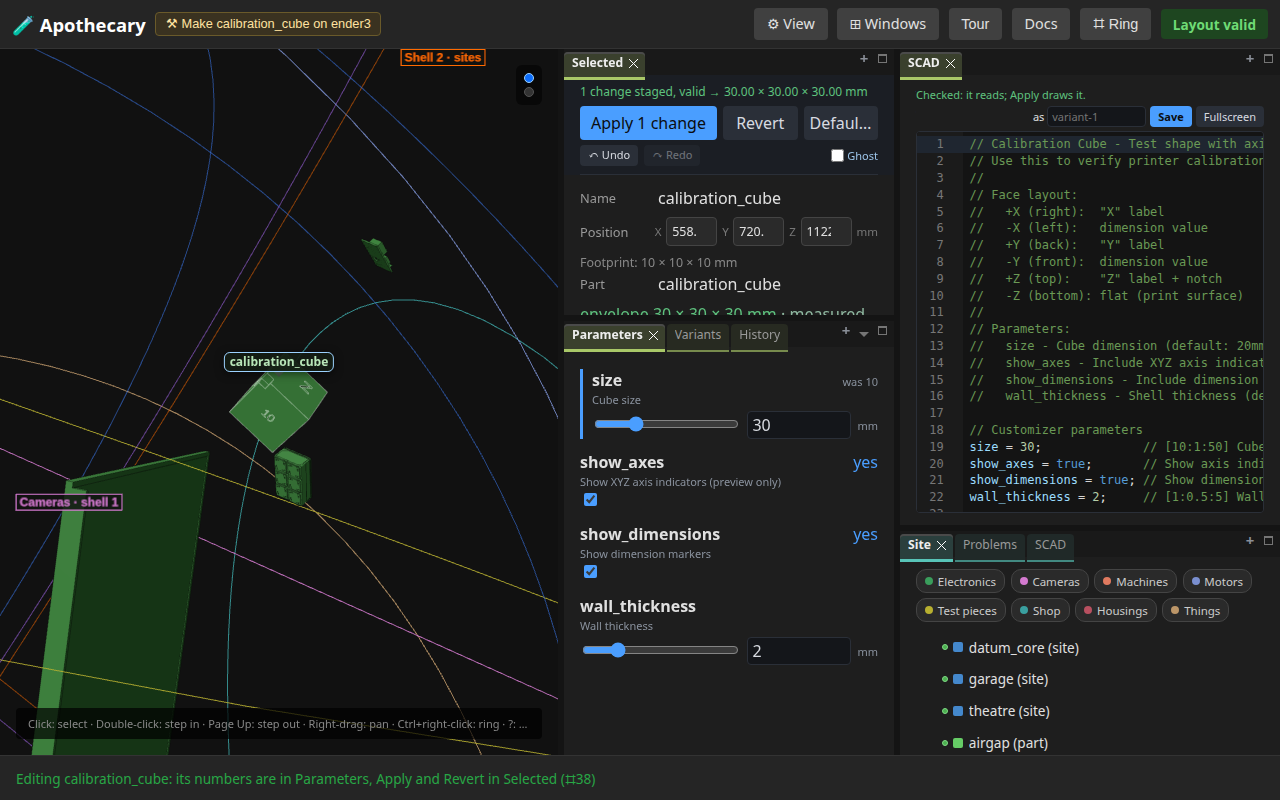 🧪 Apothecary
⚒ Make calibration_cube on ender3
⚙ View
⊞ Windows
Tour
Docs
⌗ Ring
Layout valid
Shell 2 · sites
calibration_cube
10
Cameras · shell 1
Click: select · Double-click: step in · Page Up: step out · Right-drag: pan · Ctrl+right-click: ring · ?: ...
Selected
1 change staged, valid → 30.00 × 30.00 × 30.00 mm
Apply 1 change
Revert
Defaul...
↶ Undo
↷ Redo
Ghost
Name calibration_cube
Position X 558. Y 720. Z 1122 mm
Footprint: 10 × 10 × 10 mm
Part calibration_cube
envelope 30 × 30 × 30 mm · measured
Parameters
Variants
History
size was 10
Cube size
30 mm
show_axes yes
Show XYZ axis indicators (preview only)
show_dimensions yes
Show dimension markers
wall_thickness
Wall thickness
2 mm
SCAD
Checked: it reads; Apply draws it.
as variant-1 Save Fullscreen
1 // Calibration Cube - Test shape with axi
2 // Use this to verify printer calibration
3 //
4 // Face layout:
5 //   +X (right):  "X" label
6 //   -X (left):   dimension value
7 //   +Y (back):   "Y" label
8 //   -Y (front):  dimension value
9 //   +Z (top):    "Z" label + notch
10 //   -Z (bottom): flat (print surface)
11 //
12 // Parameters:
13 //   size - Cube dimension (default: 20mm
14 //   show_axes - Include XYZ axis indicat
15 //   show_dimensions - Include dimension
16 //   wall_thickness - Shell thickness (de
17
18 // Customizer parameters
19 size = 30;              // [10:1:50] Cube
20 show_axes = true;       // Show axis indi
21 show_dimensions = true; // Show dimension
22 wall_thickness = 2;     // [1:0.5:5] Wall
Site
Problems
SCAD
Electronics
Cameras
Machines
Motors
Test pieces
Shop
Housings
Things
datum_core (site)
garage (site)
theatre (site)
airgap (part)
Editing calibration_cube: its numbers are in Parameters, Apply and Revert in Selected (⌗38)